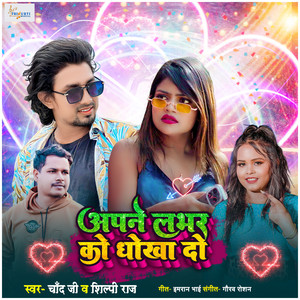 अपने लभर
को धोखा दो
स्वर- चाँद जी व शिल्पी राज
गीत- इमरान भाई संगीत- गौरव रोशन